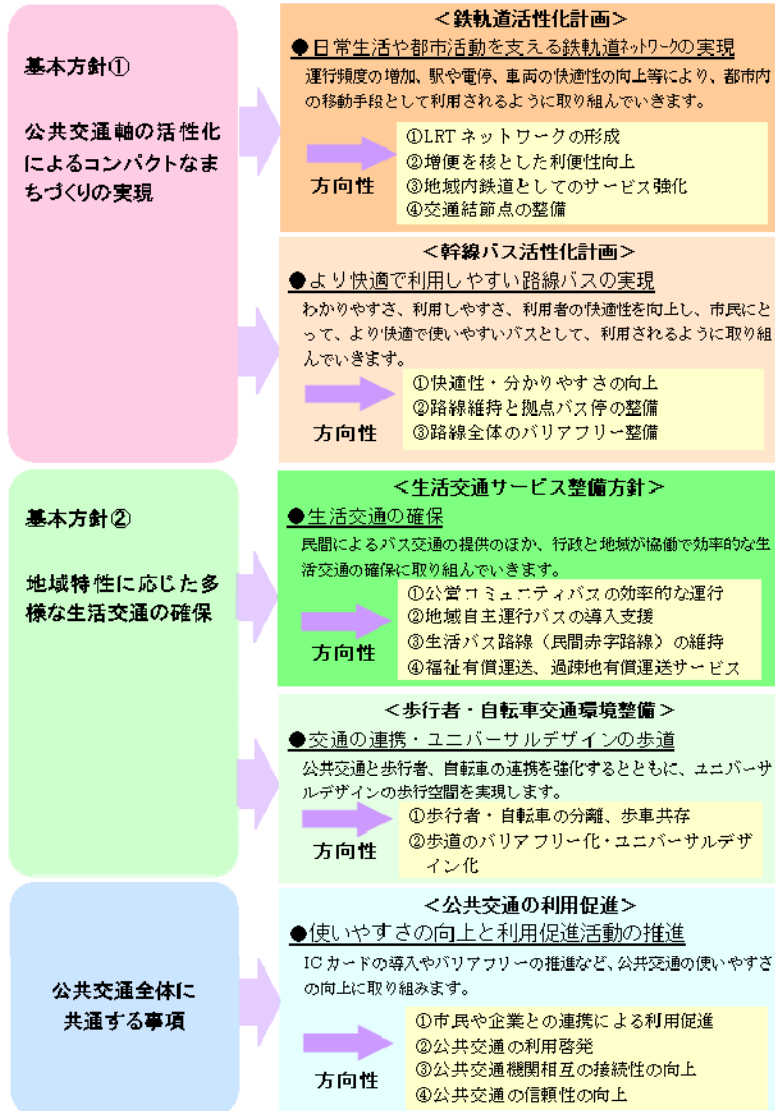 基本方針①
公共交通軸の活性化
によるコンパクトなま
ちづくりの実現
＜鉄軌道活性化計画＞
●日常生活や都市活動を支える鉄軌道ﾈｯﾄﾜｰｸの実現
運行頻度の増加、駅や電停、車両の快適性の向上等により、都市内
の移動手段として利用されるように取り組んでいきます。
方向性
①LRTネットワークの形成
②増便を核とした利便性向上
③地域内鉄道としてのサービス強化
④交通結節点の整備
＜幹線バス活性化計画＞
●より快適で利用しやすい路線バスの実現
わかりやすさ、利用しやすさ、利用者の快適性を向上し、市民にと
って、より快適で使いやすいバスとして、利用されるように取り組
んでいきます。
方向性
①快適性・分かりやすさの向上
②路線維持と拠点バス停の整備
③路線全体のバリアフリー整備
基本方針②
地域特性に応じた多
様な生活交通の確保
＜生活交通サービス整備方針＞
●生活交通の確保
民間によるバス交通の提供のほか、行政と地域が協働で効率的な生
活交通の確保に取り組んでいきます。
方向性
①公営コミュニティバスの効率的な運行
②地域自主運行バスの導入支援
③生活バス路線（民間赤字路線）の維持
④福祉有償運送、過疎地有償運送サービス
＜歩行者・自転車交通環境整備＞
●交通の連携・ユニバーサルデザインの歩道
公共交通と歩行者、自転車の連携を強化するとともに、ユニバーサ
ルデザインの歩行空間を実現します。
方向性
①歩行者・自転車の分離、歩車共存
②歩道のバリアフリー化・ユニバーサルデザ
イン化
公共交通全体に
共通する事項
＜公共交通の利用促進＞
●使いやすさの向上と利用促進活動の推進
ICカードの導入やバリアフリーの推進など、公共交通の使いやすさ
の向上に取り組みます。
方向性
①市民や企業との連携による利用促進
②公共交通の利用啓発
③公共交通機関相互の接続性の向上
④公共交通の信頼性の向上